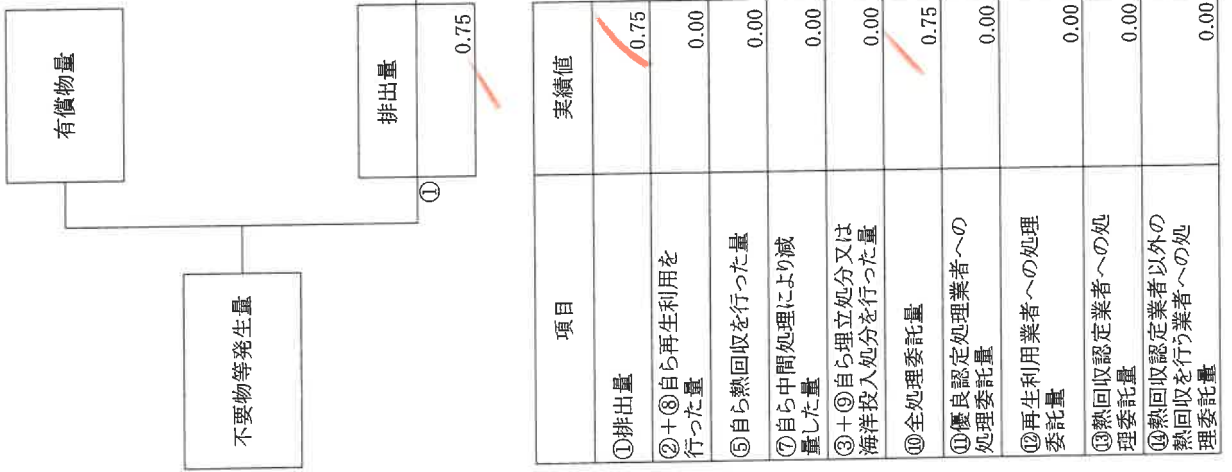 有償物量
不要物等発生量
排出量
①
0.75
項目
実績値
①排出量
0.75
②+⑧自ら再生利用を
行った量
0.00
⑤自ら熱回収を行った量
0.00
⑦自ら中間処理により減
量した量
0.00
③+⑨自ら埋立処分又は
海洋投入処分を行った量
0.00
⑩全処理委託量
0.75
⑪優良認定処理業者への
処理委託量
0.00
⑫再生利用業者への処理
委託量
0.00
⑬熱回収認定業者への処
理委託量
0.00
⑭熱回収認定業者以外の
熱回収を行う業者への処
理委託量
0.00